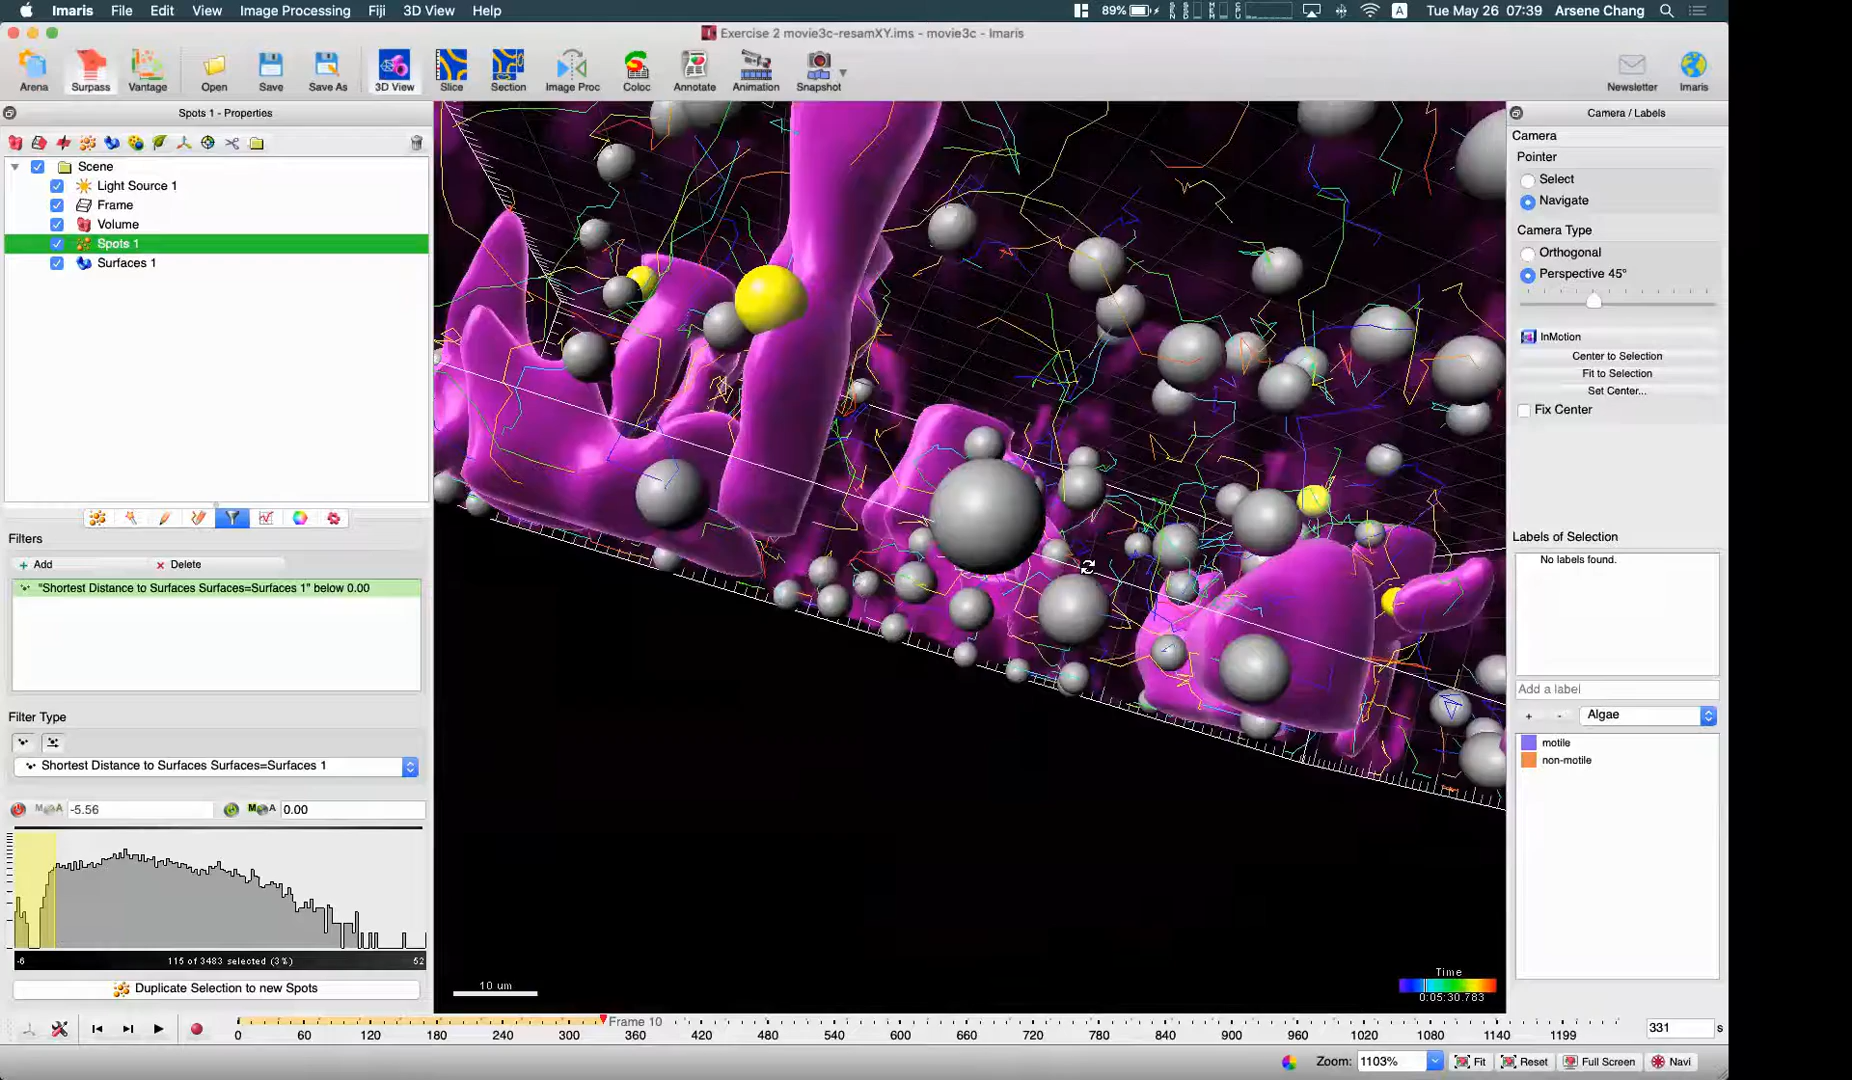 Imaris File Edit View Image Processing Fiji 3D View Help 89% A Tue May 26 07:39 Arsene Chang
Exercise 2 movie3c-resamXY.ims - movie3c - Imaris
Arena Surpass Vantage Open Save Save As 3D View Slice Section Image Proc Coloc Annotate Animation Snapshot Newsletter Imaris
Spots 1 - Properties
Scene
Light Source 1
Frame
Volume
Spots 1
Surfaces 1
Filters
Add Delete
"Shortest Distance to Surfaces Surfaces=Surfaces 1" below 0.00
Filter Type
Shortest Distance to Surfaces Surfaces=Surfaces 1
-5.56 0.00
-6 115 of 3483 selected (3%) 52
Duplicate Selection to new Spots
10 um
Time
0:05:30.783
Camera / Labels
Camera
Pointer
Select
Navigate
Camera Type
Orthogonal
Perspective 45°
InMotion
Center to Selection
Fit to Selection
Set Center...
Fix Center
Labels of Selection
No labels found.
Add a label
+ - Algae
motile
non-motile
Frame 10
0 60 120 180 240 300 360 420 480 540 600 660 720 780 840 900 960 1020 1080 1140 1199
331 s
Zoom: 1103% Fit Reset Full Screen Navi